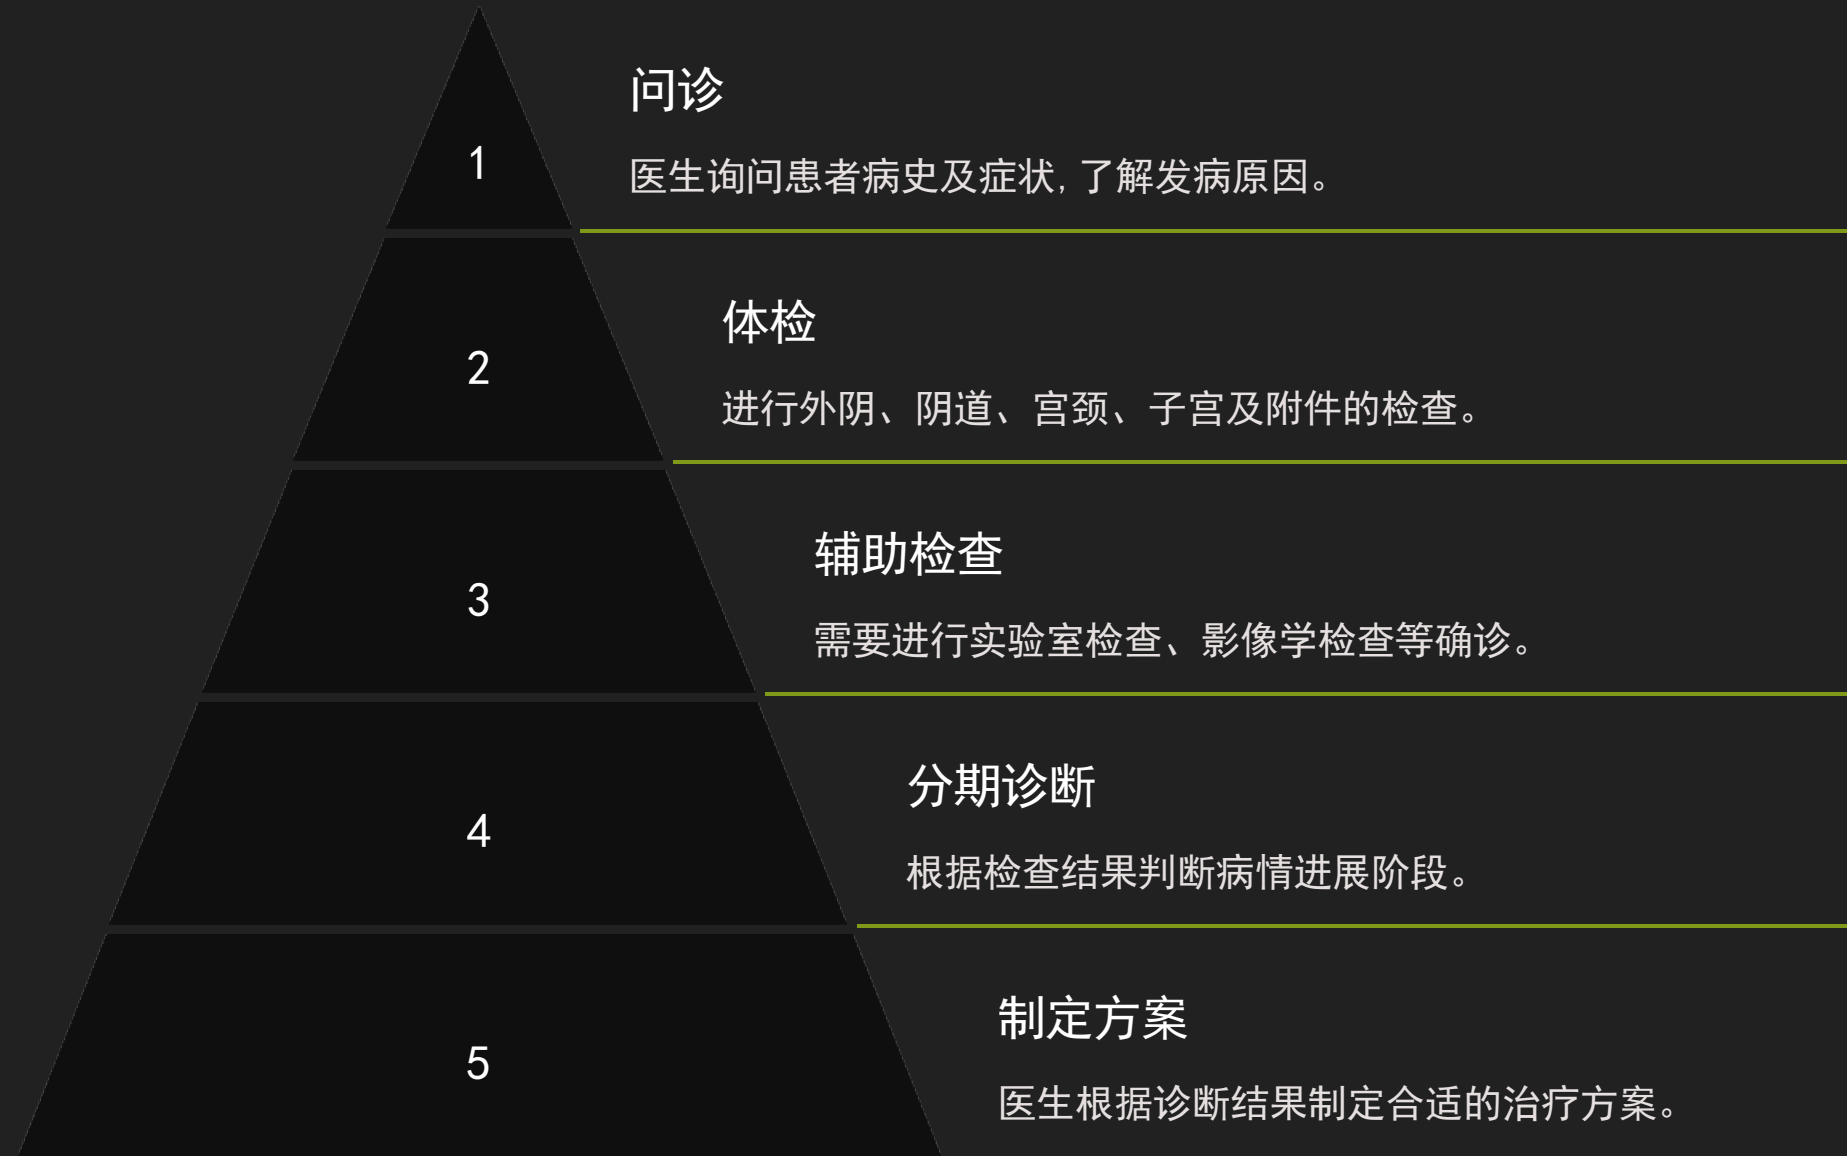 1
问诊
医生询问患者病史及症状,了解发病原因。
2
体检
进行外阴、阴道、宫颈、子宫及附件的检查。
3
辅助检查
需要进行实验室检查、影像学检查等确诊。
4
分期诊断
根据检查结果判断病情进展阶段。
5
制定方案
医生根据诊断结果制定合适的治疗方案。